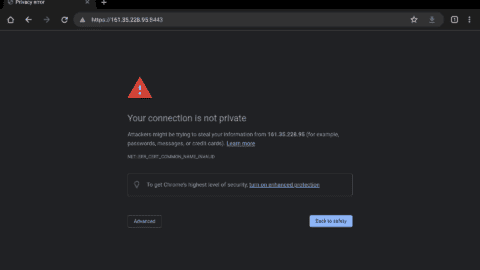 Privacy error
https://161.35.228.95:8443
Your connection is not private
Attackers might be trying to steal your information from 161.35.228.95 (for example,
passwords, messages, or credit cards). Learn more
NET::ERR_CERT_COMMON_NAME_INVALID
To get Chrome's highest level of security, turn on enhanced protection
Advanced
Back to safety